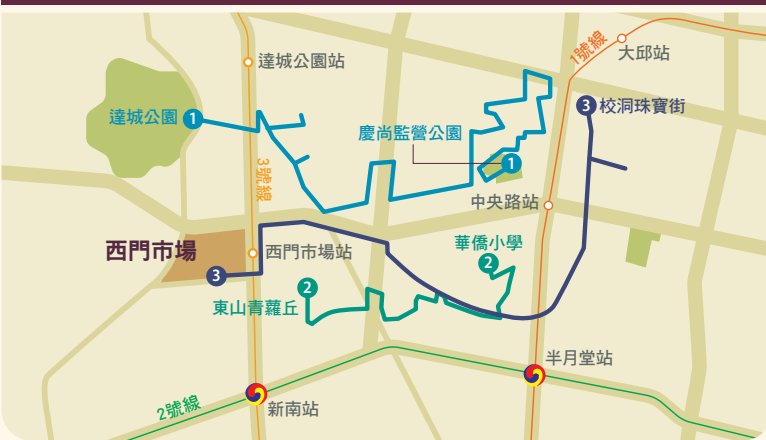 1號線
大邱站
達城公園站
3
校洞珠寶街
達城公園
1
慶尚監營公園
1
3號線
中央路站
西門市場
3
西門市場站
華僑小學
2
2
東山青蘿丘
半月堂站
2號線
新南站